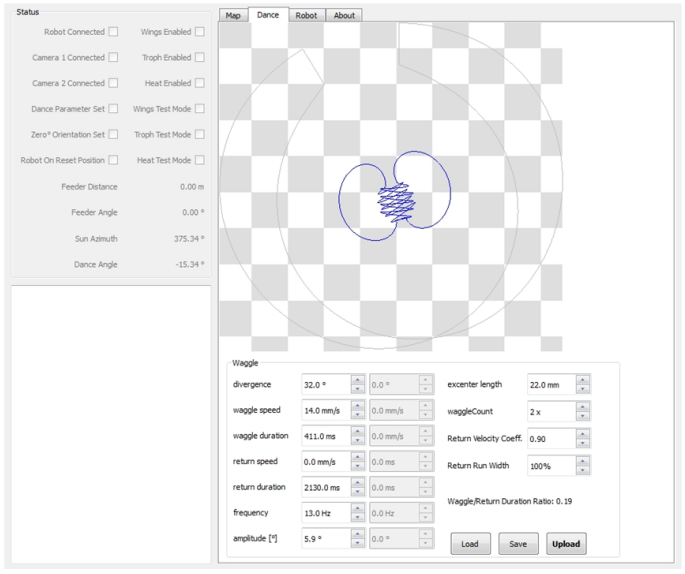 Status
Robot Connected Wings Enabled
Camera 1 Connected Troph Enabled
Camera 2 Connected Heat Enabled
Dance Parameter Set Wings Test Mode
Zero° Orientation Set Troph Test Mode
Robot On Reset Position Heat Test Mode
Feeder Distance 0.00 m
Feeder Angle 0.00 °
Sun Azimuth 375.34 °
Dance Angle -15.34 °
Map Dance Robot About
Waggle
divergence 32.0 ° 0.0 ° excenter length 22.0 mm
waggle speed 14.0 mm/s 0.0 mm/s waggleCount 2 x
waggle duration 411.0 ms 0.0 mm/s Return Velocity Coeff. 0.90
return speed 0.0 mm/s 0.0 ms Return Run Width 100%
return duration 2130.0 ms 0.0 ms
Waggle/Return Duration Ratio: 0.19
frequency 13.0 Hz 0.0 Hz
amplitude [°] 5.9 ° 0.0 ° Load Save Upload